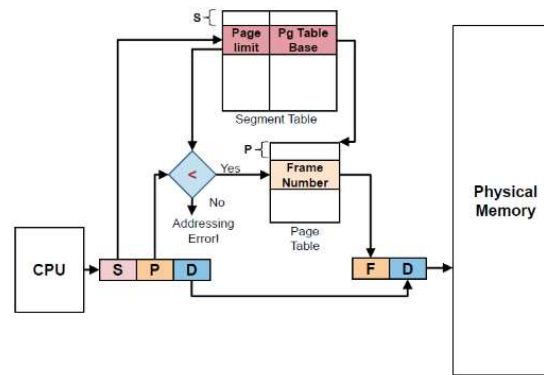 S
Page Pg Table
limit Base
Segment Table
P
< Yes
Frame
Number
No
Addressing
Error!
Page
Table
Physical
Memory
CPU
S P D
F D